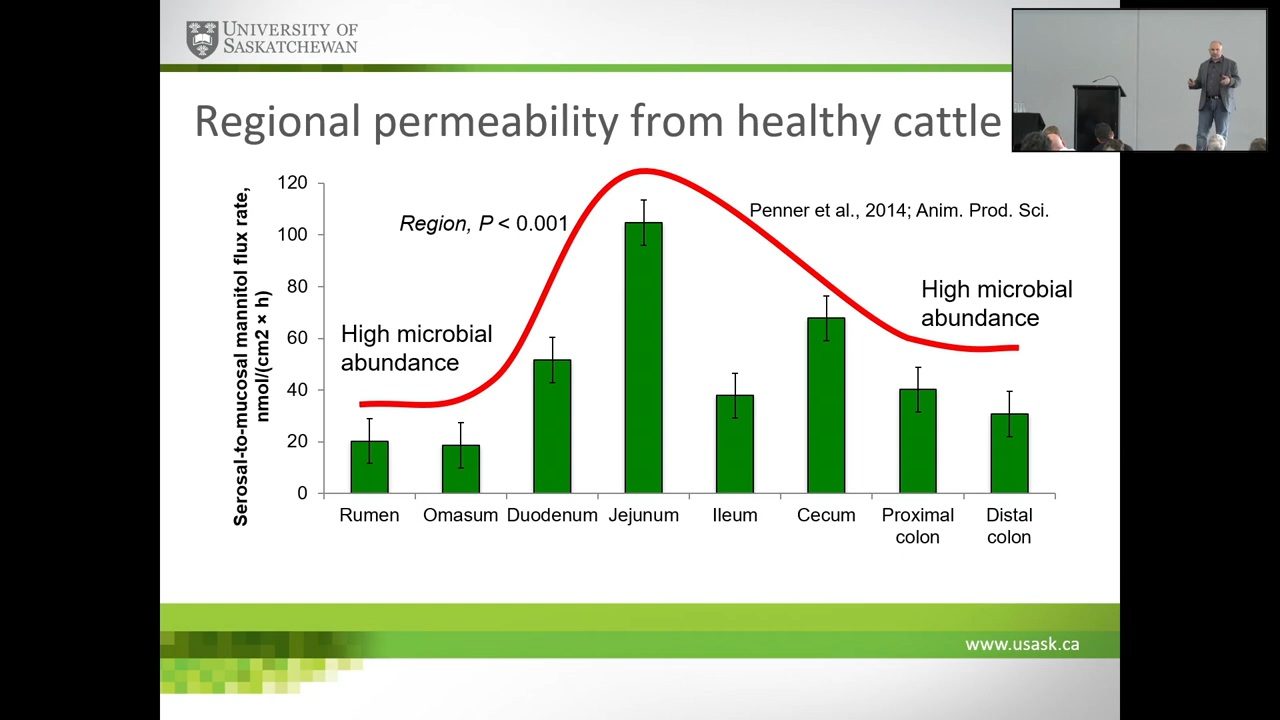 UNIVERSITY OF
SASKATCHEWAN
Regional permeability from healthy cattle
Serosal-to-mucosal mannitol flux rate,
nmol/(cm2 × h)
120
100
80
60
40
20
0
Region, P < 0.001
Penner et al., 2014; Anim. Prod. Sci.
High microbial
abundance
High microbial
abundance
Rumen
Omasum
Duodenum
Jejunum
Ileum
Cecum
Proximal
colon
Distal
colon
www.usask.ca